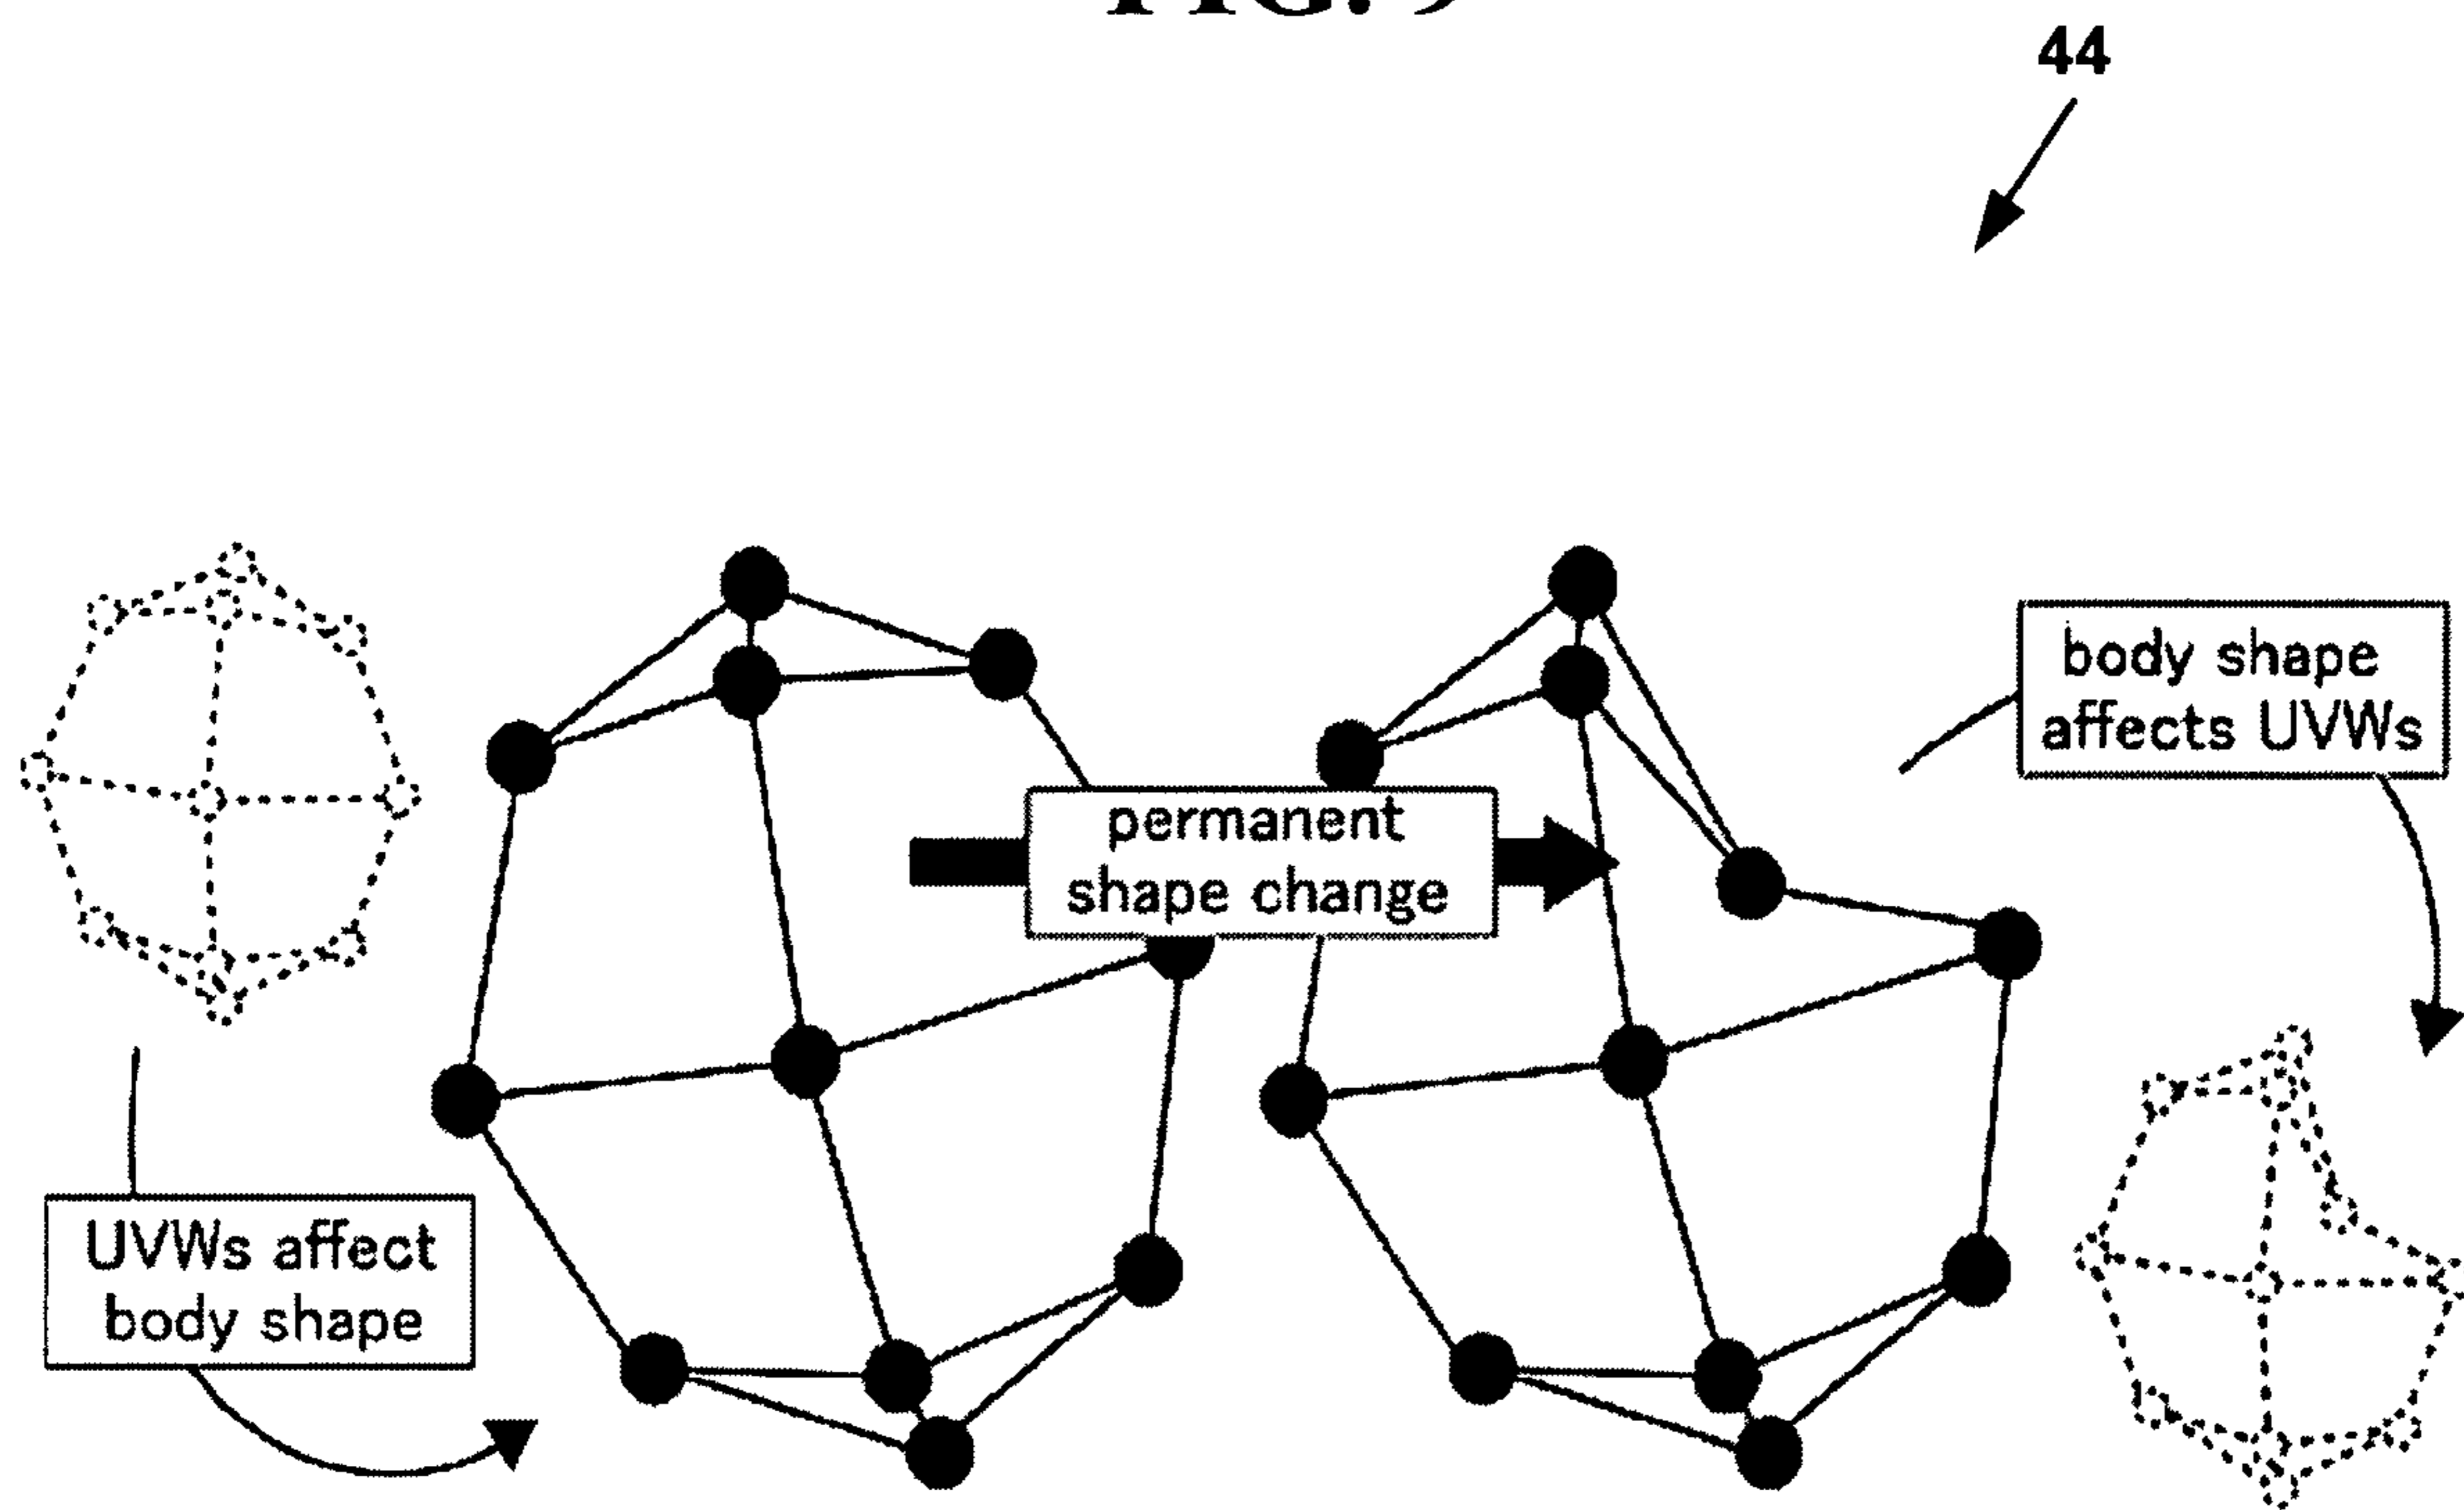 44
body shape
affects UVWs
permanent
shape change
UVWs affect
body shape